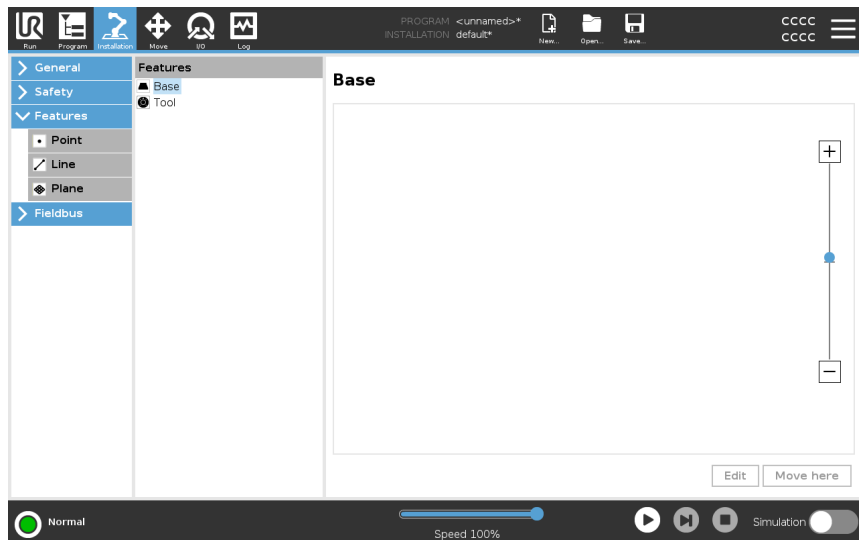 UR
Run
Program
Installation
Move
I/O
Log
PROGRAM <unnamed>*
INSTALLATION default*
New...
Open...
Save...
CCCC
CCCC
General
Safety
Features
Point
Line
Plane
Fieldbus
Features
Base
Tool
Base
Edit
Move here
Normal
Speed 100%
Simulation